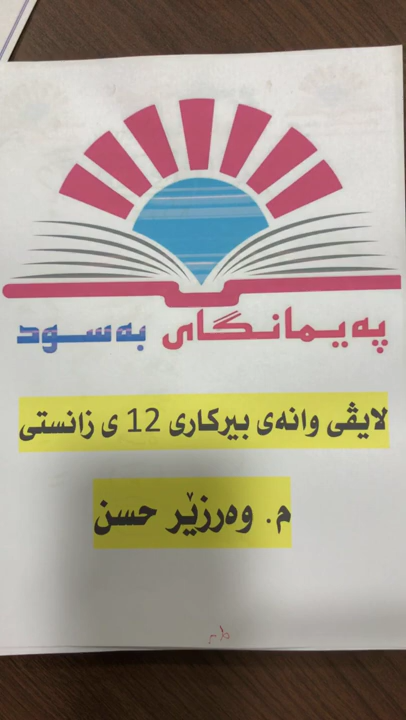 پەیمانگای بەسود
لایڤی وانەی بیرکاری 12 ی زانستی
م. وەرزێر حسن